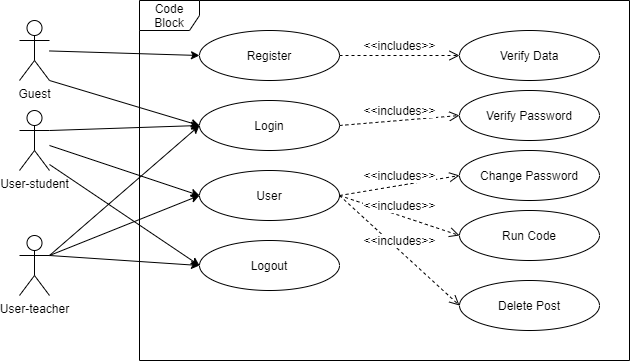 Code
Block
Guest
Register
<<includes>>
Verify Data
User-student
Login
<<includes>>
Verify Password
User
<<includes>>
Change Password
<<includes>>
Run Code
<<includes>>
Delete Post
User-teacher
Logout